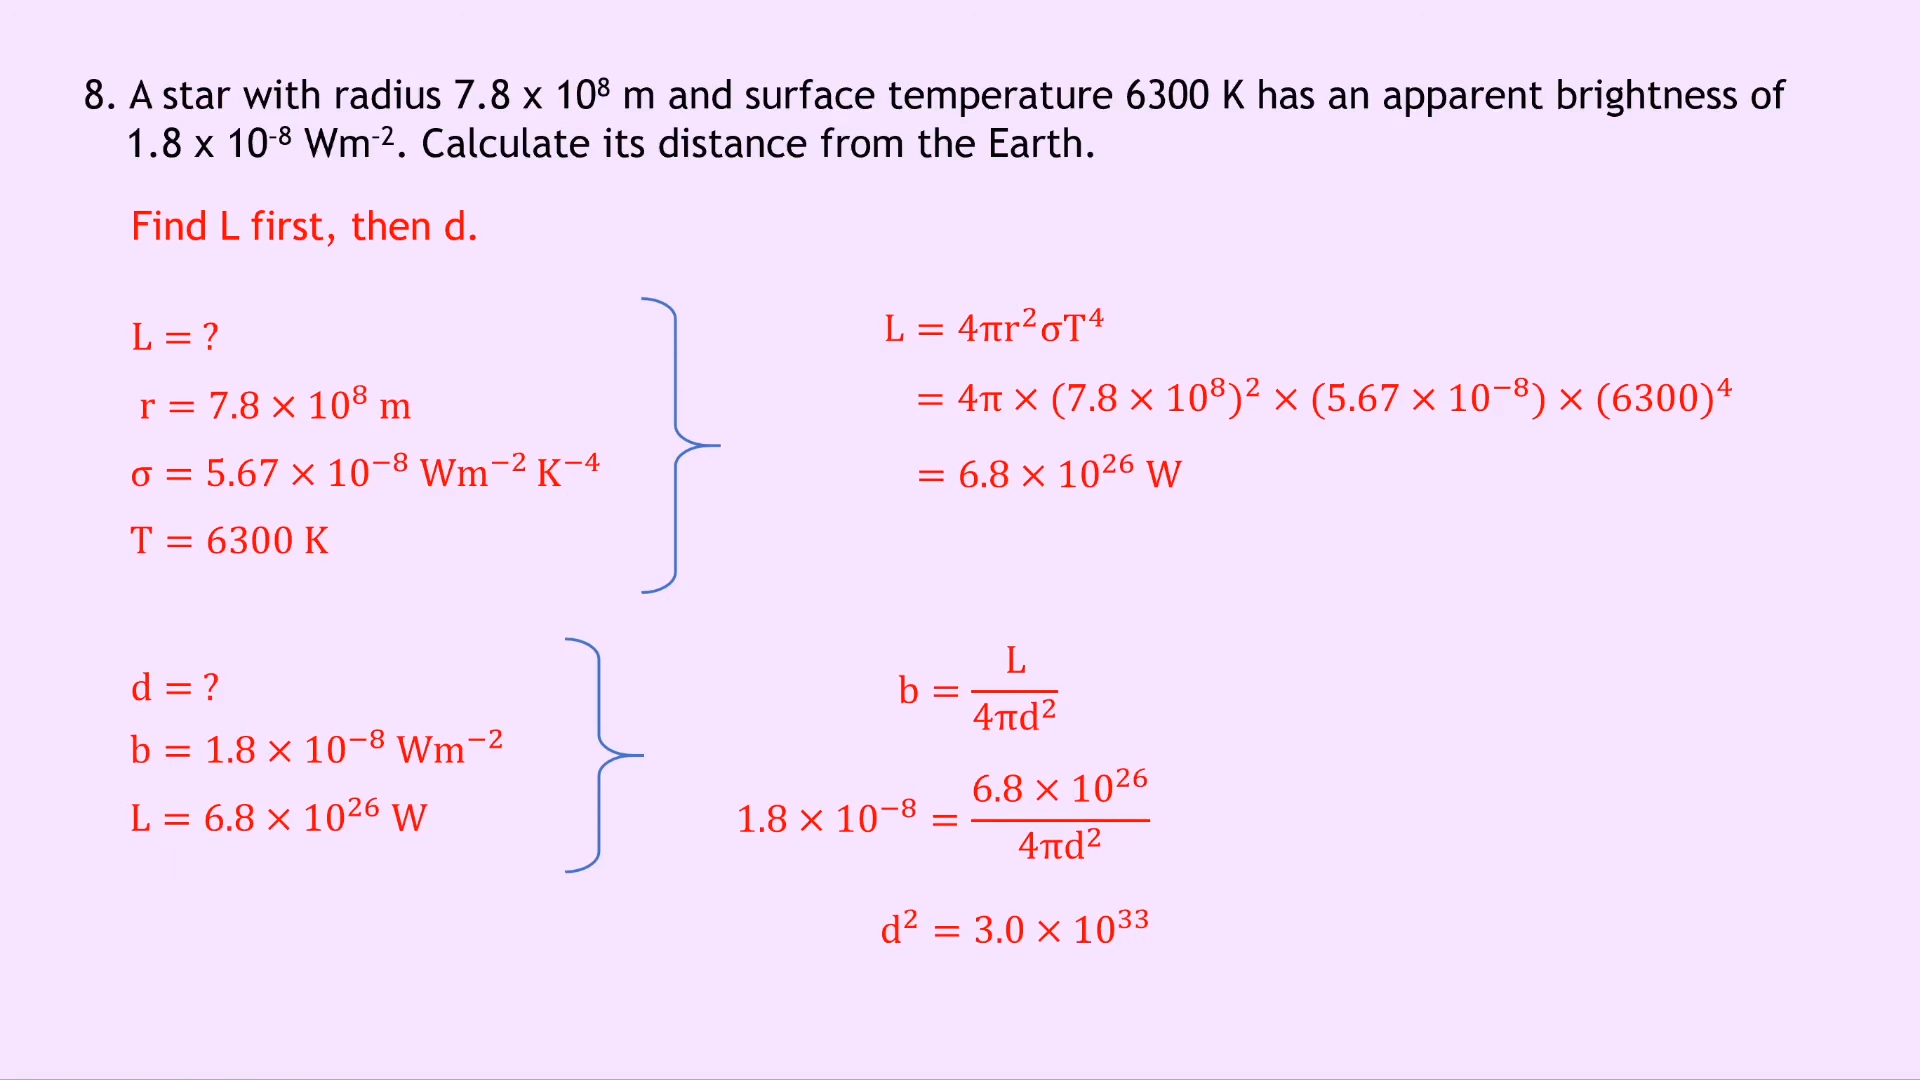 8. A star with radius 7.8 x 10⁸ m and surface temperature 6300 K has an apparent brightness of
1.8 x 10⁻⁸ Wm⁻². Calculate its distance from the Earth.
Find L first, then d.
L = ?
r = 7.8 × 10⁸ m
σ = 5.67 × 10⁻⁸ Wm⁻² K⁻⁴
T = 6300 K
L = 4πr²σT⁴
= 4π × (7.8 × 10⁸)² × (5.67 × 10⁻⁸) × (6300)⁴
= 6.8 × 10²⁶ W
d = ?
b = 1.8 × 10⁻⁸ Wm⁻²
L = 6.8 × 10²⁶ W
b = L / 4πd²
1.8 × 10⁻⁸ = 6.8 × 10²⁶ / 4πd²
d² = 3.0 × 10³³